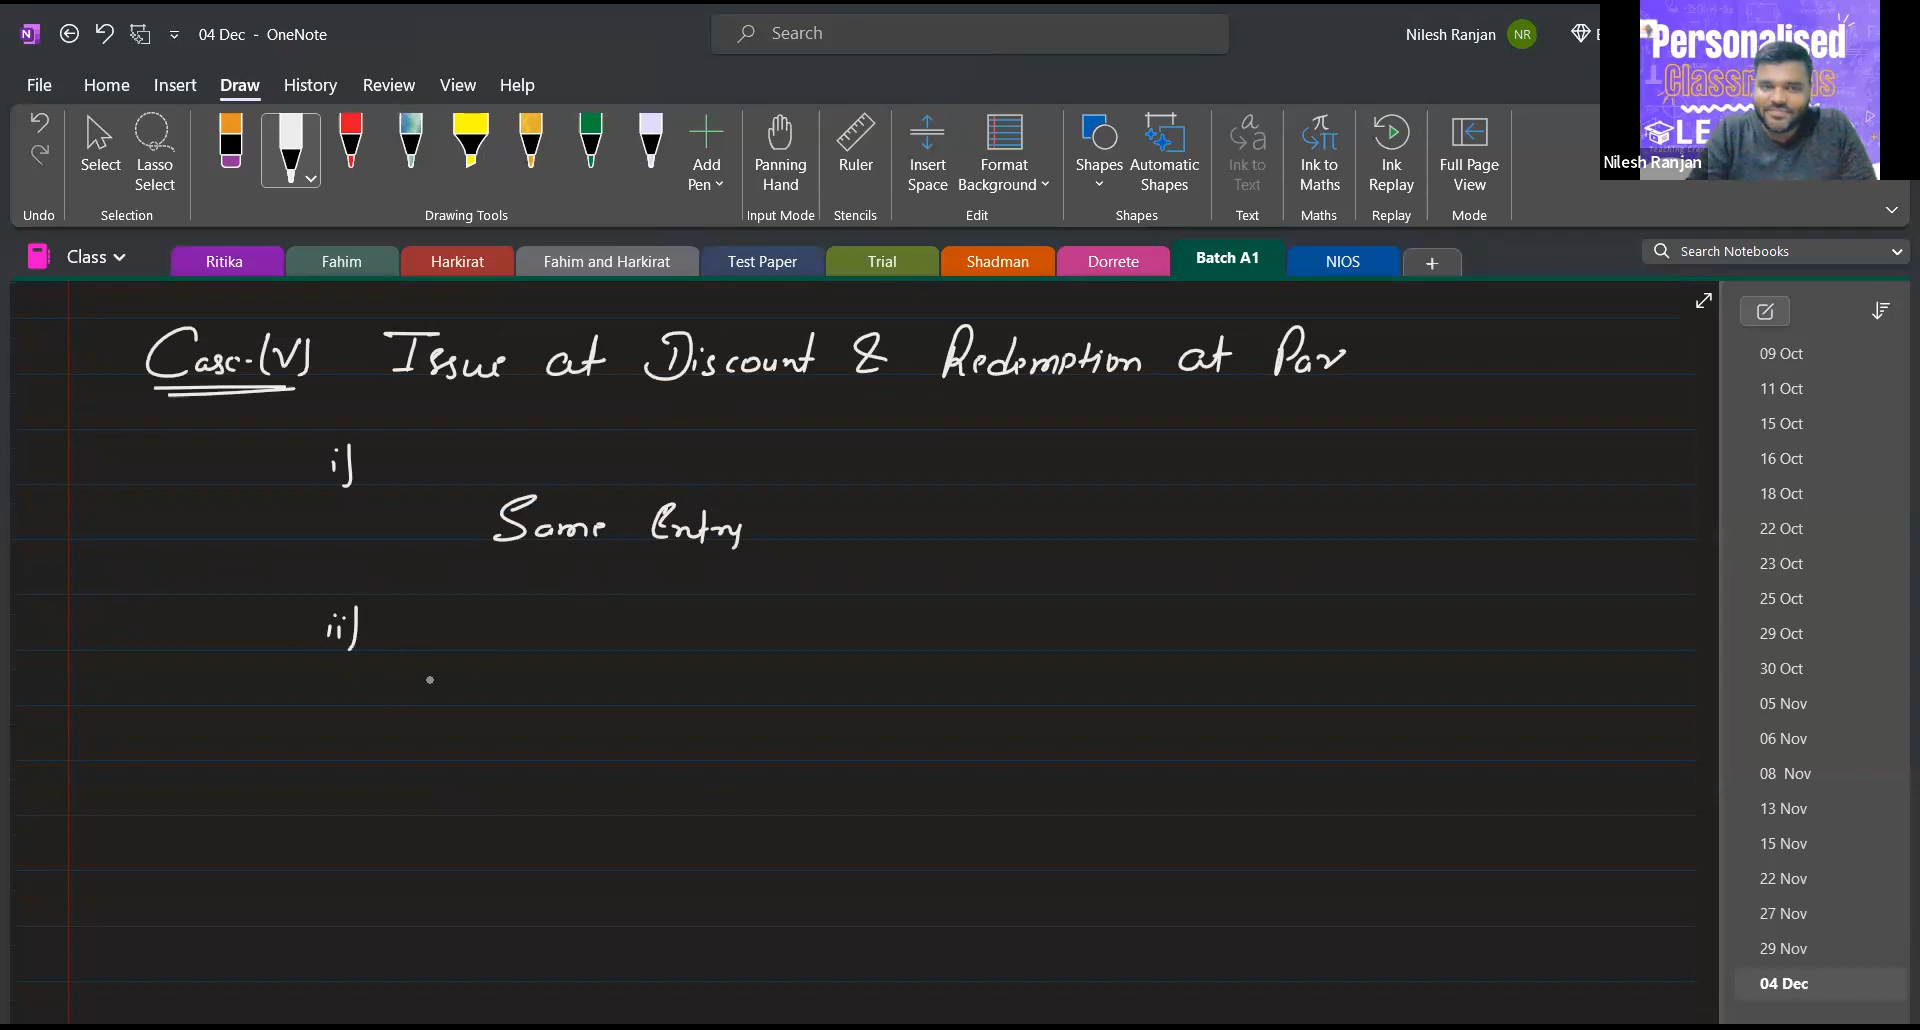 04 Dec - OneNote
Search
Nilesh Ranjan NR
Personalised
Classrooms
LE
Nilesh Ranjan
File Home Insert Draw History Review View Help
Select
Lasso Select
Add Pen
Panning Hand
Ruler
Insert Space
Format Background
Shapes
Automatic Shapes
Ink to Text
Ink to Maths
Ink Replay
Full Page View
Undo Selection Drawing Tools Input Mode Stencils Edit Shapes Text Maths Replay Mode
Class Ritika Fahim Harkirat Fahim and Harkirat Test Paper Trial Shadman Dorrete Batch A1 NIOS + Search Notebooks
Case-(V) Issue at Discount & Redemption at Par
i)
Same Entry
ii)
09 Oct
11 Oct
15 Oct
16 Oct
18 Oct
22 Oct
23 Oct
25 Oct
29 Oct
30 Oct
05 Nov
06 Nov
08 Nov
13 Nov
15 Nov
22 Nov
27 Nov
29 Nov
04 Dec